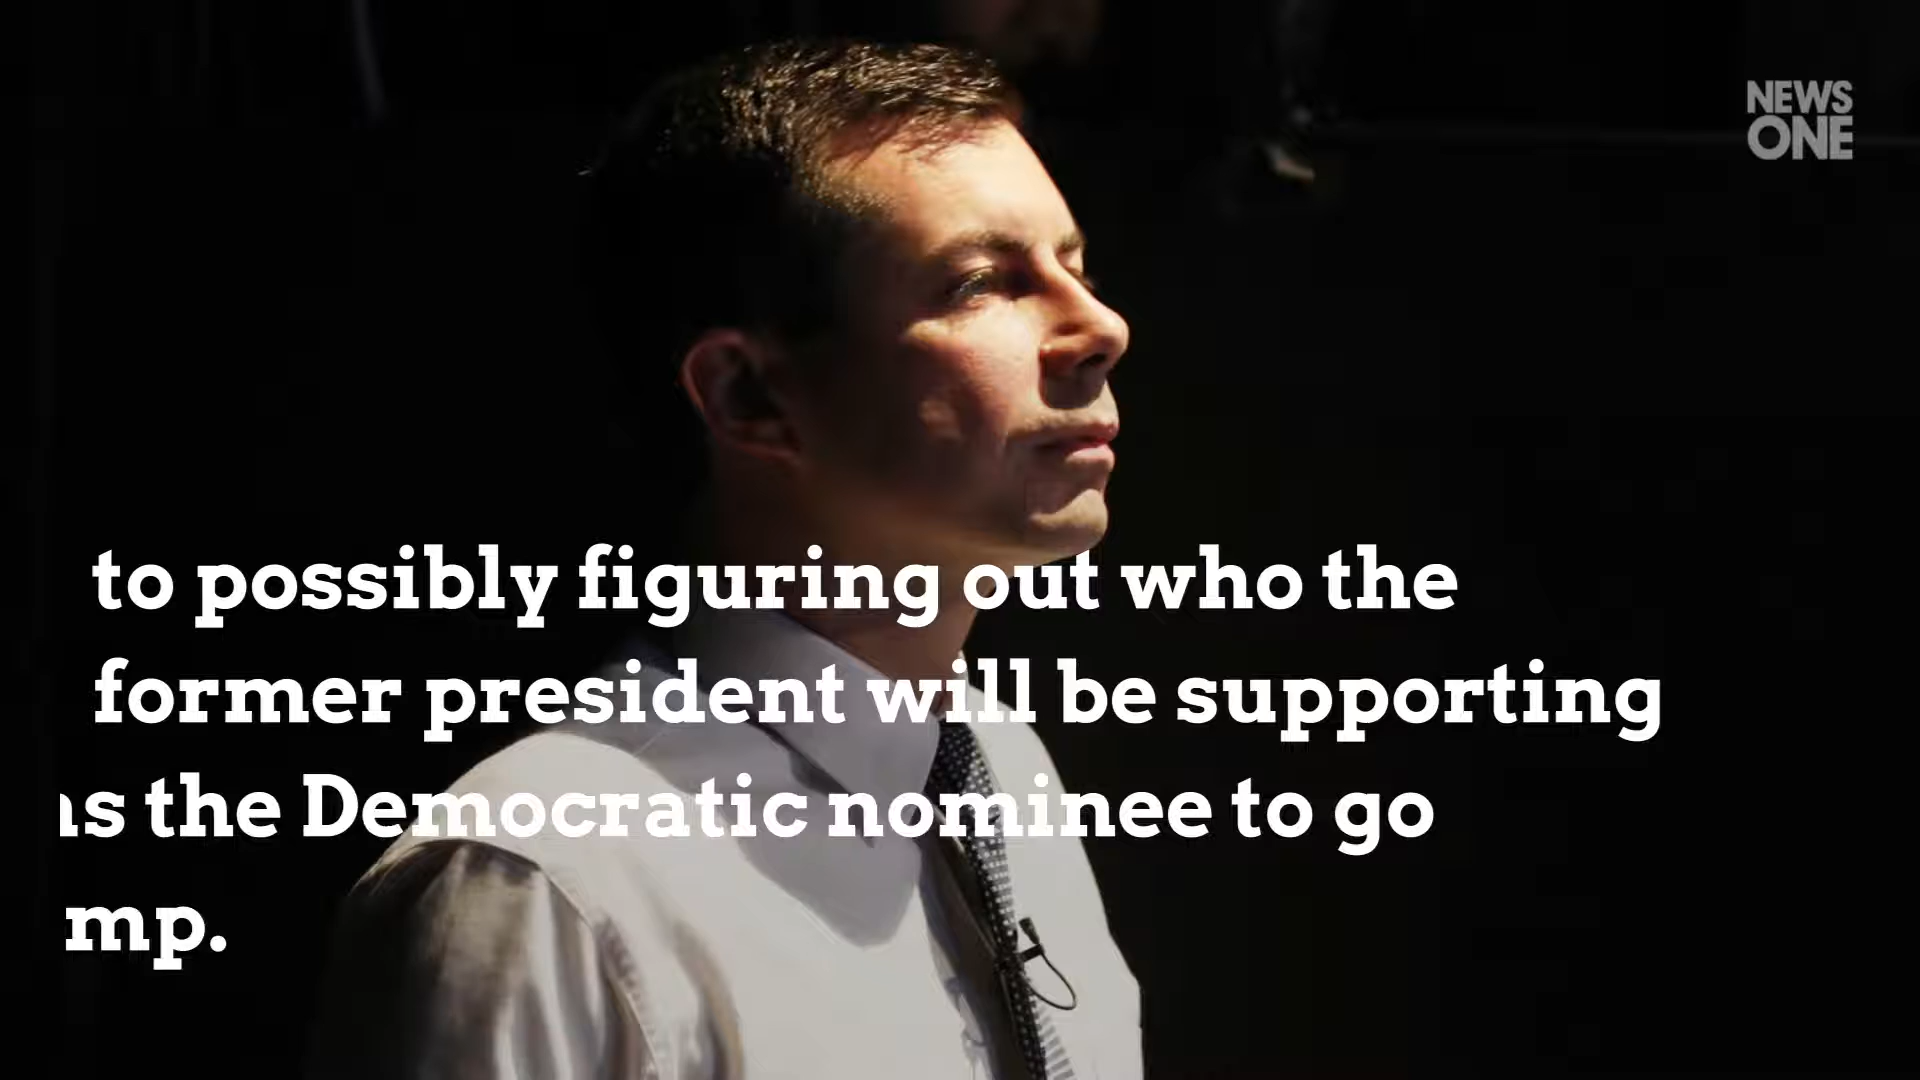 NEWS
ONE
to possibly figuring out who the
former president will be supporting
the Democratic nominee to go